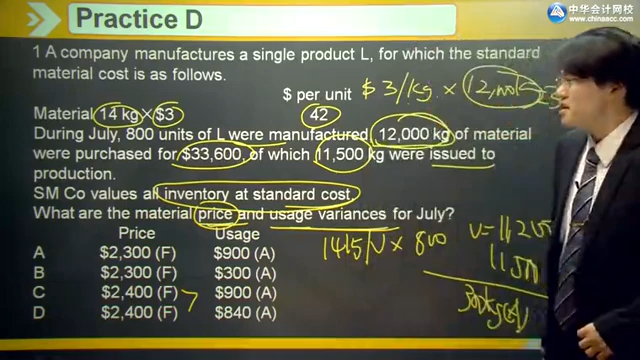 Practice D
中华会计网校
www.chinaacc.com
1 A company manufactures a single product L, for which the standard
material cost is as follows.
$ per unit $3/kg × 12,000kg
Material 14 kg × $3 42
During July, 800 units of L were manufactured, 12,000 kg of material
were purchased for $33,600, of which 11,500 kg were issued to
production.
SM Co values all inventory at standard cost.
What are the material price and usage variances for July?
Price Usage
A $2,300 (F) $900 (A)
B $2,300 (F) $300 (A)
C $2,400 (F) $900 (A)
D $2,400 (F) $840 (A)
× 800